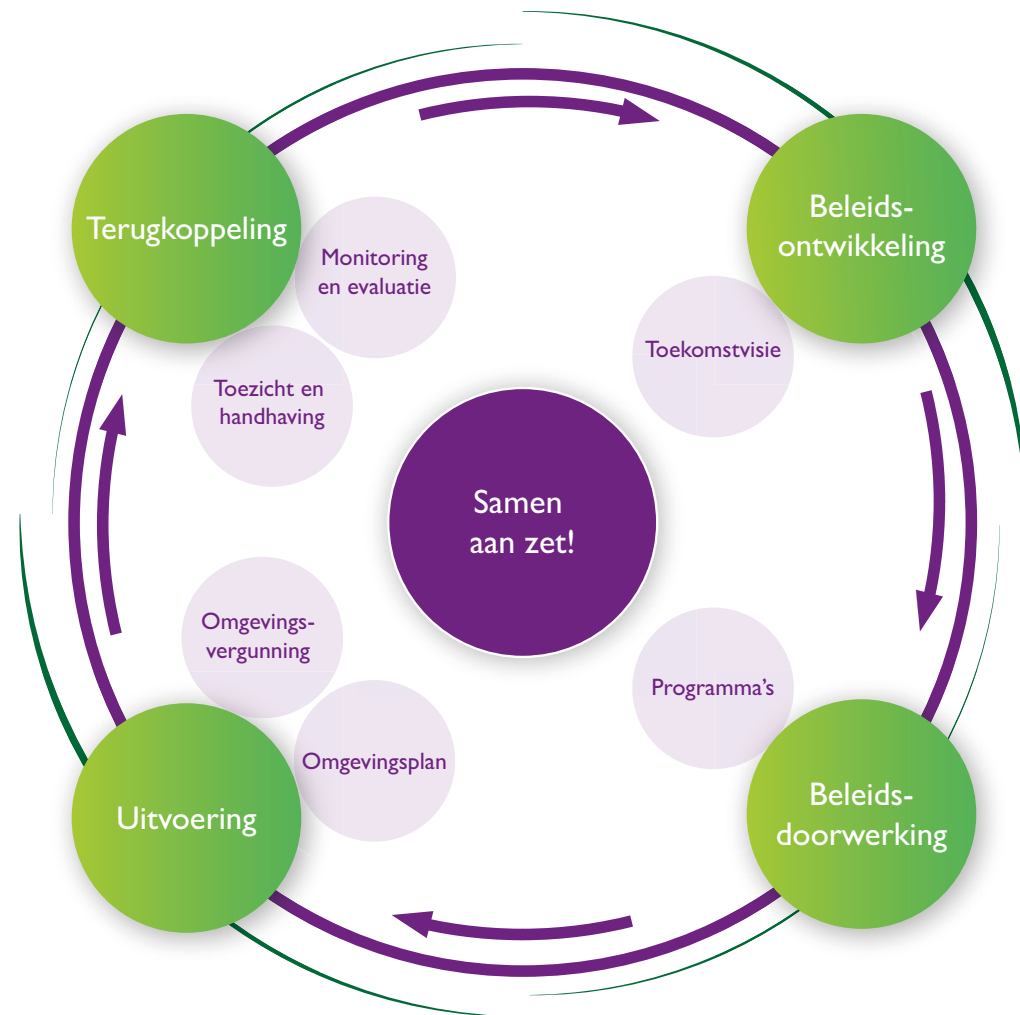 Terugkoppeling
Beleids-
ontwikkeling
Monitoring
en evaluatie
Toekomstvisie
Toezicht en
handhaving
Samen
aan zet!
Omgevings-
vergunning
Programma's
Omgevingsplan
Uitvoering
Beleids-
doorwerking